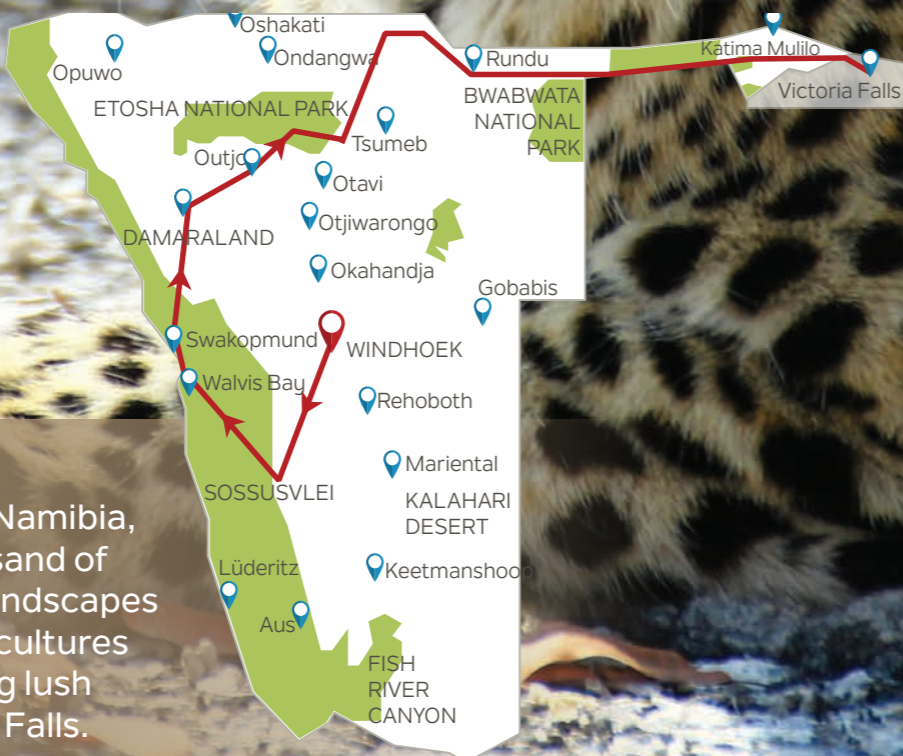 Oshakati
Ondangwa
Opuwo
Rundu
Katima Mulilo
Victoria Falls
ETOSHA NATIONAL PARK
BWABWATA
NATIONAL
PARK
Tsumeb
Outjo
Otavi
Otjiwarongo
DAMARALAND
Okahandja
Gobabis
Swakopmund
WINDHOEK
Walvis Bay
Rehoboth
Mariental
SOSSUSVLEI
KALAHARI
DESERT
Lüderitz
Keetmanshoop
Aus
FISH
RIVER
CANYON
Namibia,
sand of
ndscapes
cultures
g lush
Falls.